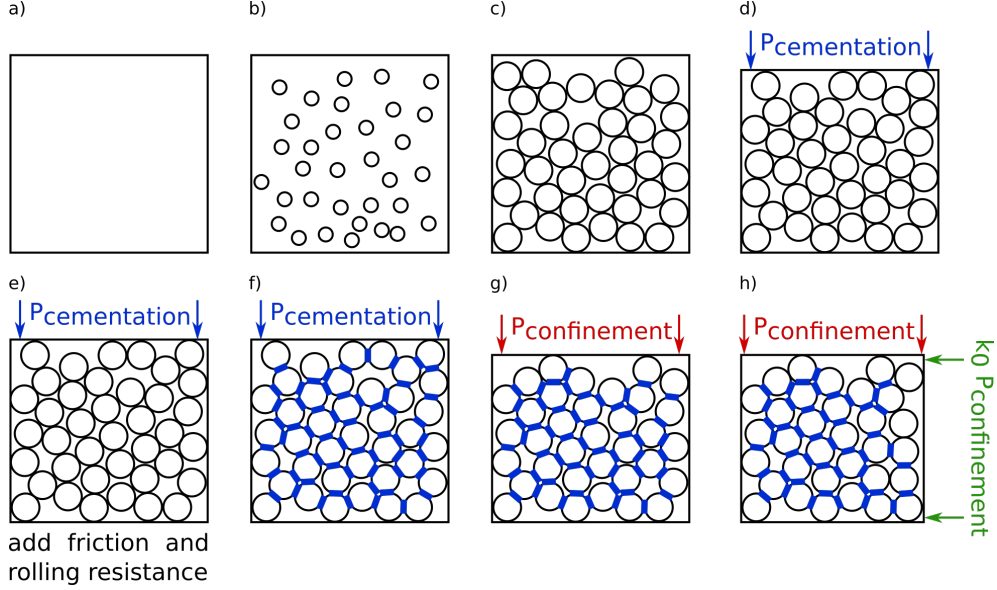 a)
b)
c)
d)
Pcementation
e)
f)
g)
h)
Pcementation
Pcementation
Pconfinement
Pconfinement
k0 Pconfinement
add friction and
rolling resistance